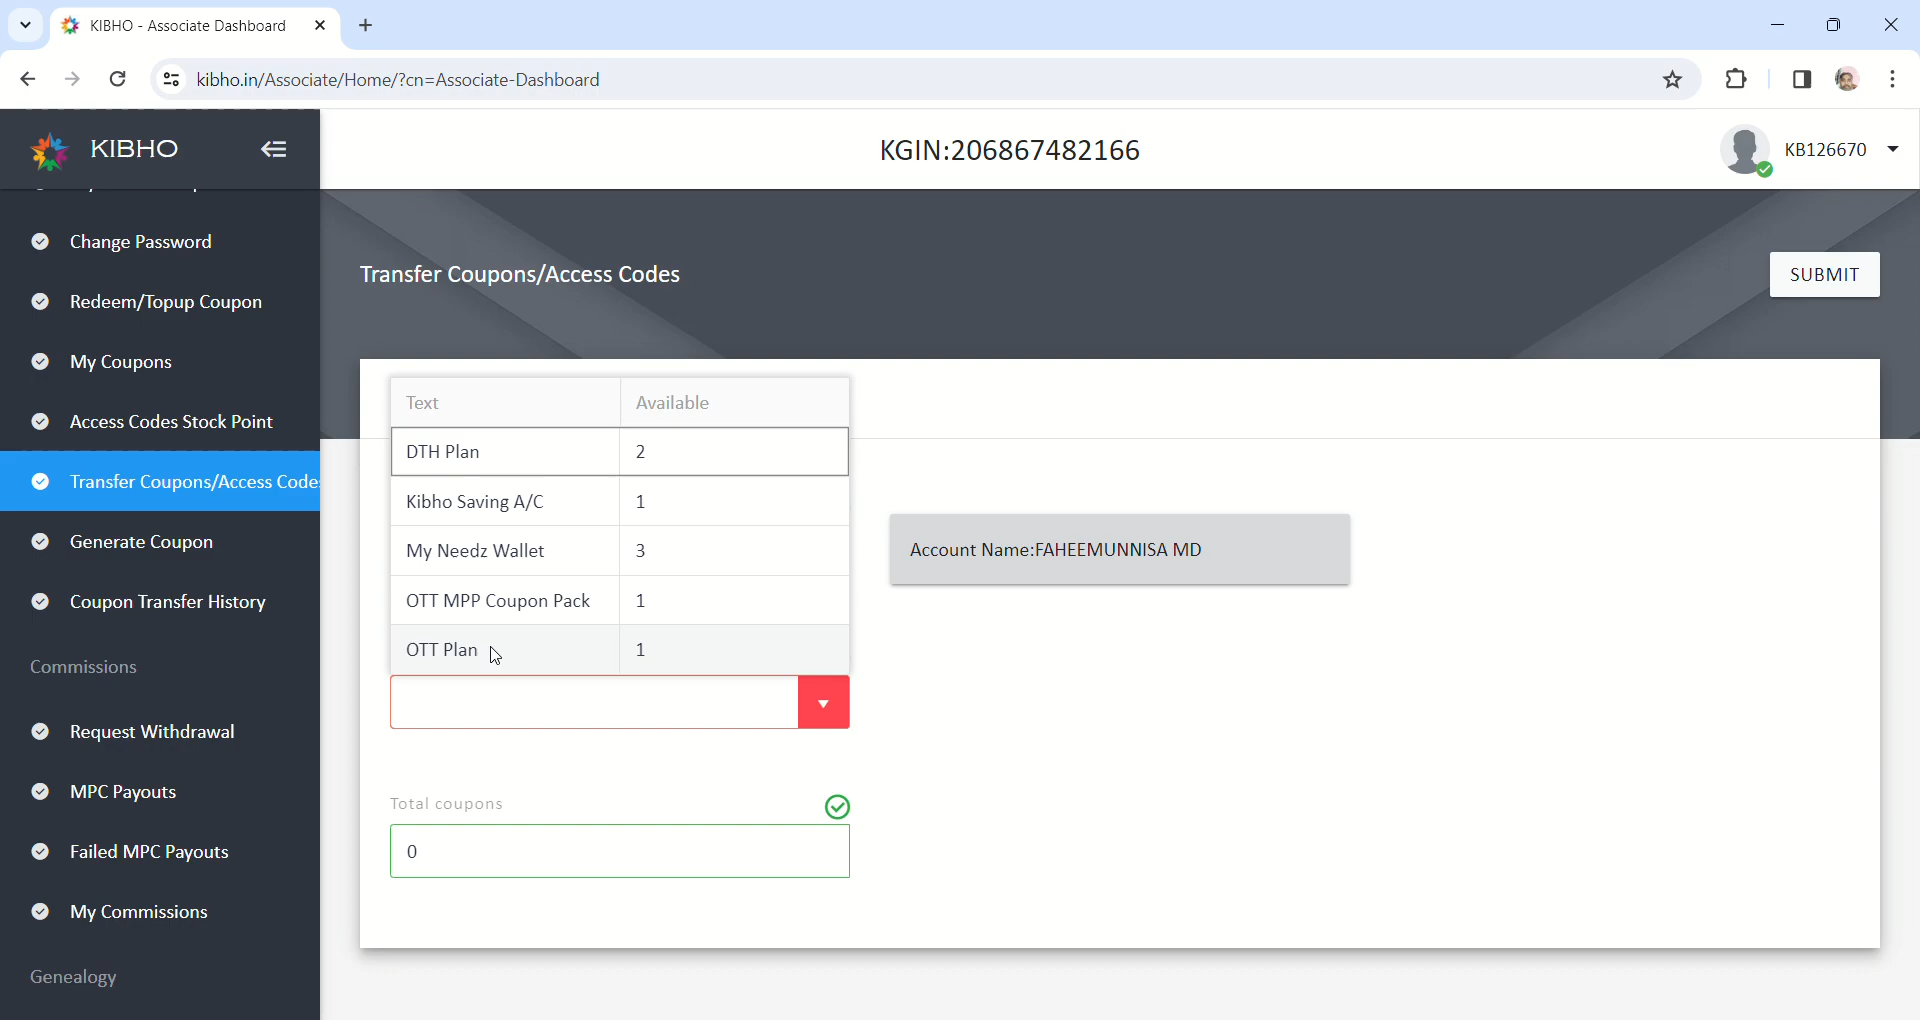 KIBHO - Associate Dashboard
kibho.in/Associate/Home/?cn=Associate-Dashboard
KIBHO
KGIN:206867482166
KB126670
Change Password
Redeem/Topup Coupon
My Coupons
Access Codes Stock Point
Transfer Coupons/Access Codes
Generate Coupon
Coupon Transfer History
Commissions
Request Withdrawal
MPC Payouts
Failed MPC Payouts
My Commissions
Genealogy
Transfer Coupons/Access Codes
SUBMIT
Text Available
DTH Plan 2
Kibho Saving A/C 1
My Needz Wallet 3
OTT MPP Coupon Pack 1
OTT Plan 1
Account Name:FAHEEMUNNISA MD
Total coupons
0